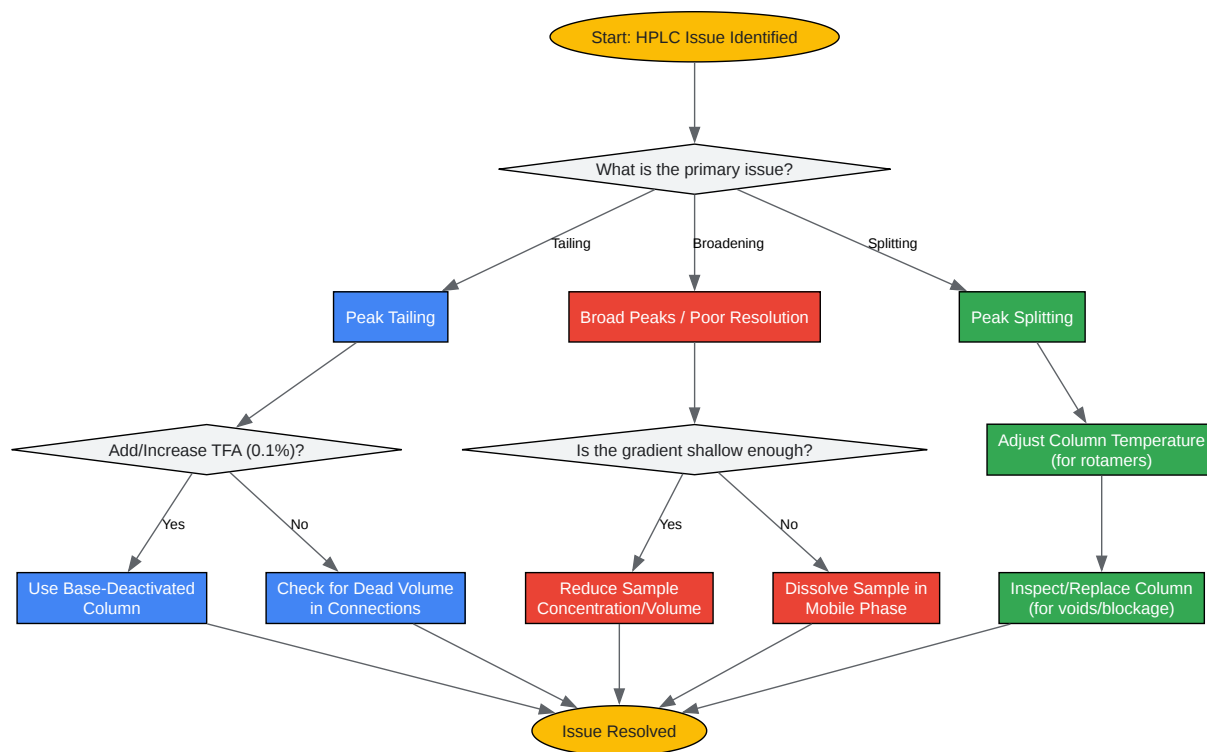 Start: HPLC Issue Identified
What is the primary issue?
Tailing
Broadening
Splitting
Peak Tailing
Broad Peaks / Poor Resolution
Peak Splitting
Add/Increase TFA (0.1%)?
Is the gradient shallow enough?
Adjust Column Temperature
(for rotamers)
Yes
No
Yes
No
Use Base-Deactivated
Column
Check for Dead Volume
in Connections
Reduce Sample
Concentration/Volume
Dissolve Sample in
Mobile Phase
Inspect/Replace Column
(for voids/blockage)
Issue Resolved